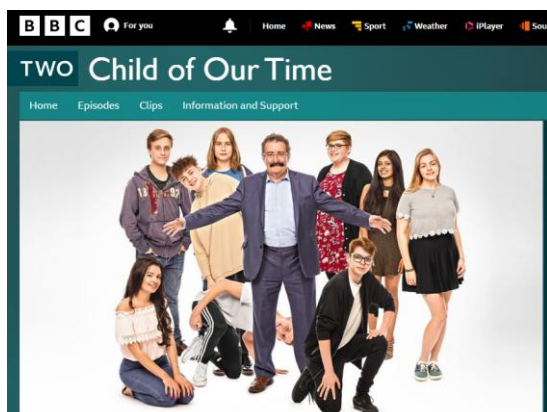 BBC For you Home News Sport Weather iPlayer Sou
TWO Child of Our Time
Home Episodes Clips Information and Support